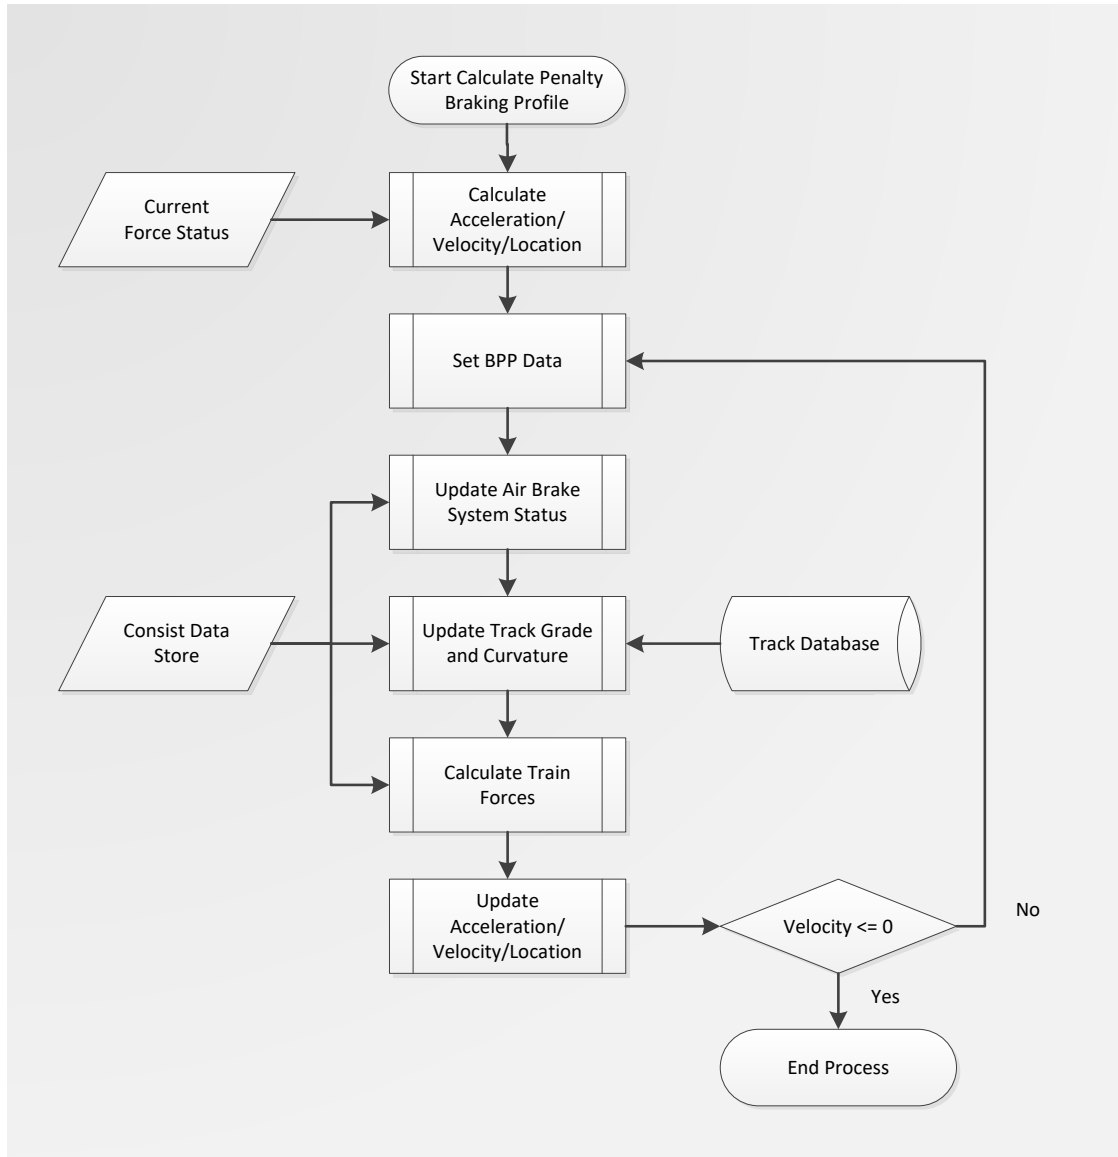 Start Calculate Penalty
Braking Profile
Current
Force Status
Calculate
Acceleration/
Velocity/Location
Set BPP Data
Update Air Brake
System Status
Consist Data
Store
Update Track Grade
and Curvature
Track Database
Calculate Train
Forces
Update
Acceleration/
Velocity/Location
Velocity <= 0
No
Yes
End Process